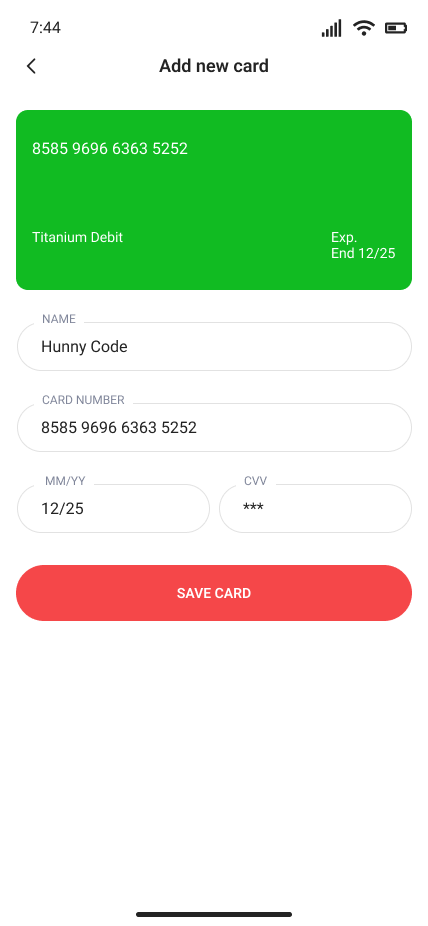 7:44
Add new card
8585 9696 6363 5252
Titanium Debit
Exp.
End 12/25
NAME
Hunny Code
CARD NUMBER
8585 9696 6363 5252
MM/YY
12/25
CVV
***
SAVE CARD